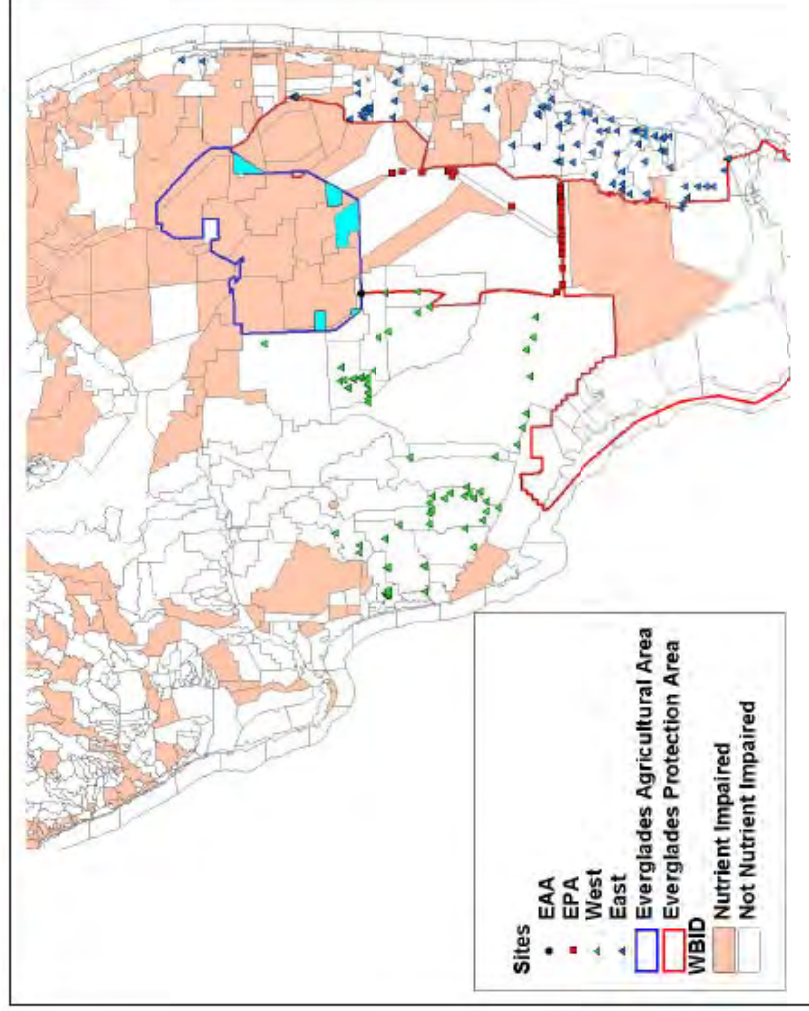 Sites
EAA
EPA
West
East
Everglades Agricultural Area
Everglades Protection Area
WBID
Nutrient Impaired
Not Nutrient Impaired